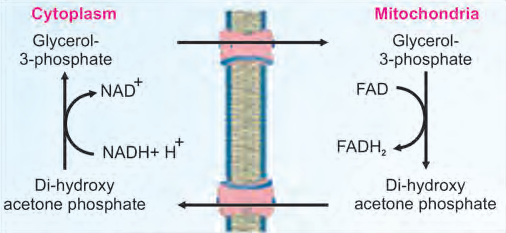 Cytoplasm
Glycerol-
3-phosphate
NAD+
NADH+ H+
Di-hydroxy
acetone phosphate
Mitochondria
Glycerol-
3-phosphate
FAD
FADH₂
Di-hydroxy
acetone phosphate